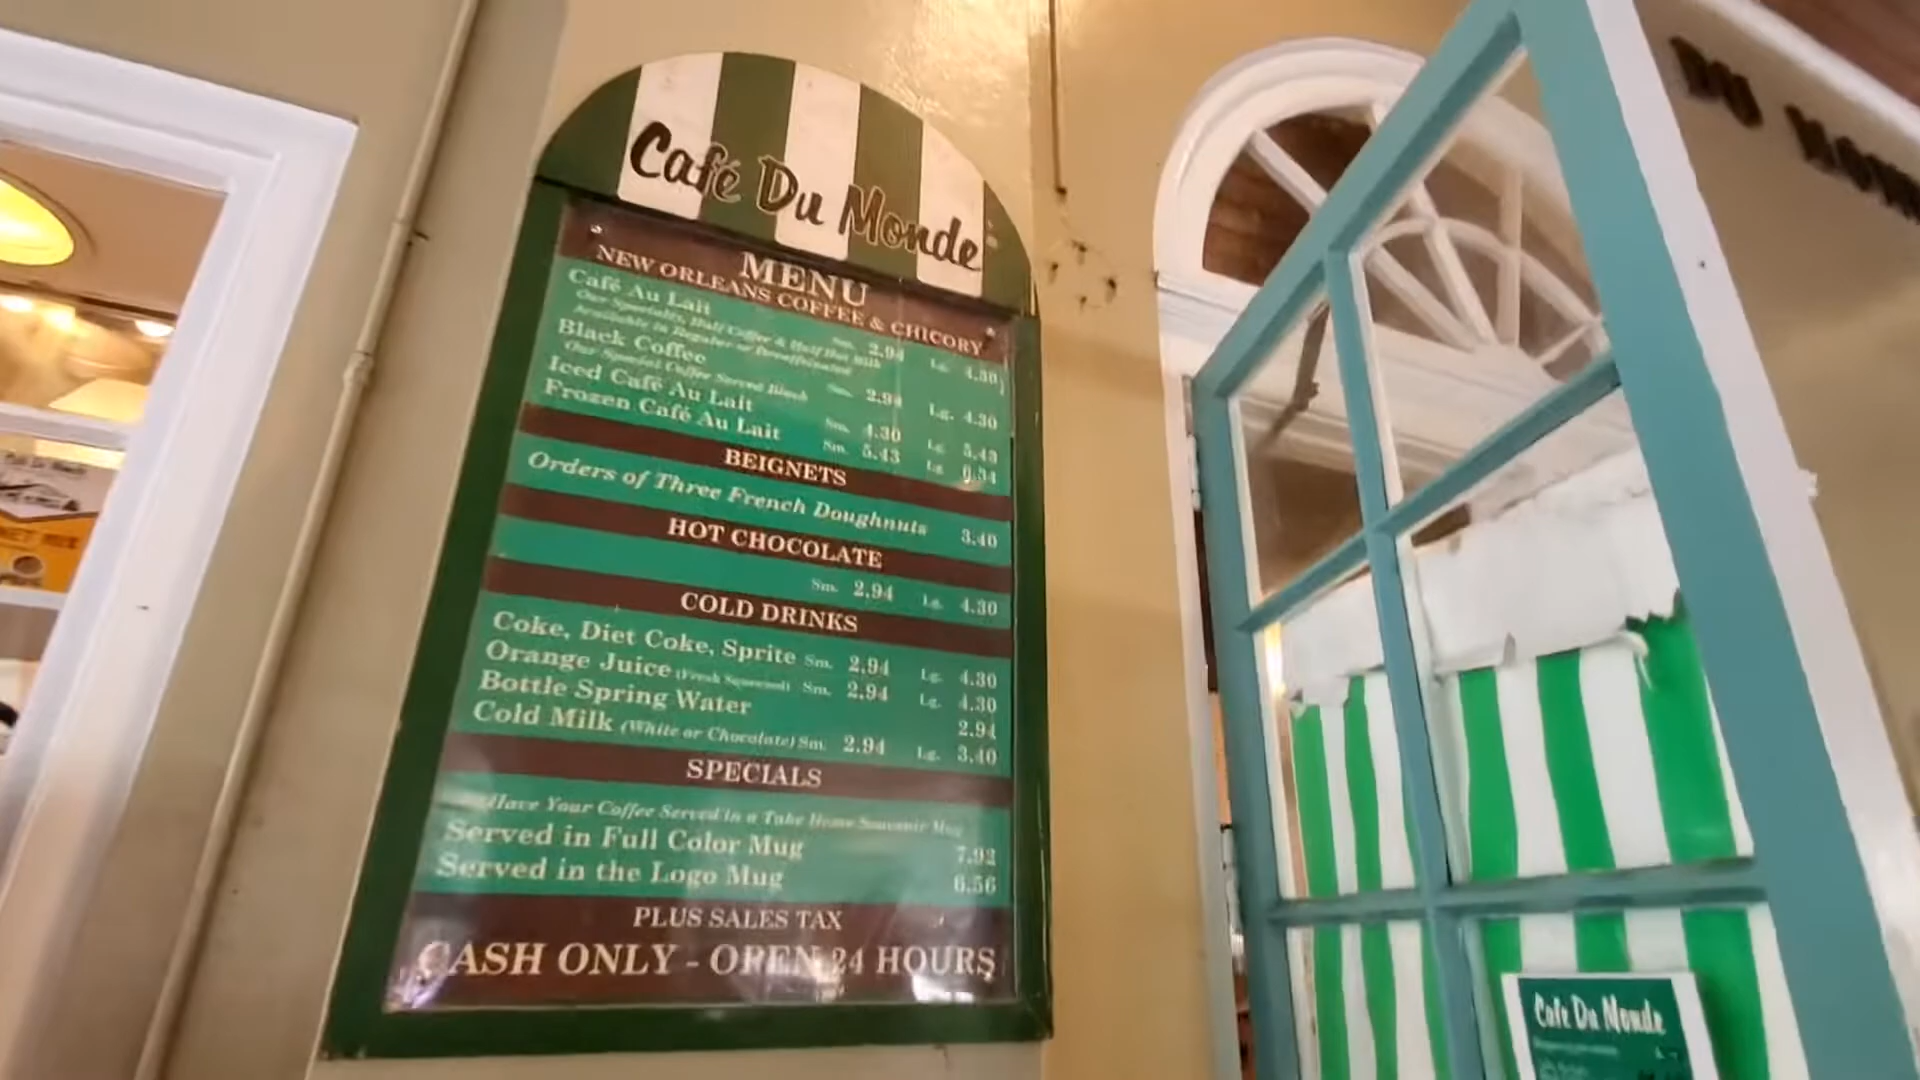 Café Du Monde
MENU
NEW ORLEANS COFFEE & CHICORY
Café Au Lait Sm. 2.94 Lg. 4.30
Our Specialty, Half Coffee & Half Hot Milk
Available in Regular or Decaffeinated
Black Coffee Sm. 2.94 Lg. 4.30
Our Special Coffee Served Black
Iced Café Au Lait Sm. 4.30 Lg. 5.43
Frozen Café Au Lait Sm. 5.43 Lg. 6.34
BEIGNETS
Orders of Three French Doughnuts 3.40
HOT CHOCOLATE
Sm. 2.94 Lg. 4.30
COLD DRINKS
Coke, Diet Coke, Sprite Sm. 2.94 Lg. 4.30
Orange Juice (Fresh Squeezed) Sm. 2.94 Lg. 4.30
Bottle Spring Water 2.94
Cold Milk (White or Chocolate) Sm. 2.94 Lg. 3.40
SPECIALS
Have Your Coffee Served in a Take Home Souvenir Mug
Served in Full Color Mug 7.92
Served in the Logo Mug 6.56
PLUS SALES TAX
CASH ONLY - OPEN 24 HOURS
Cafe Du Monde